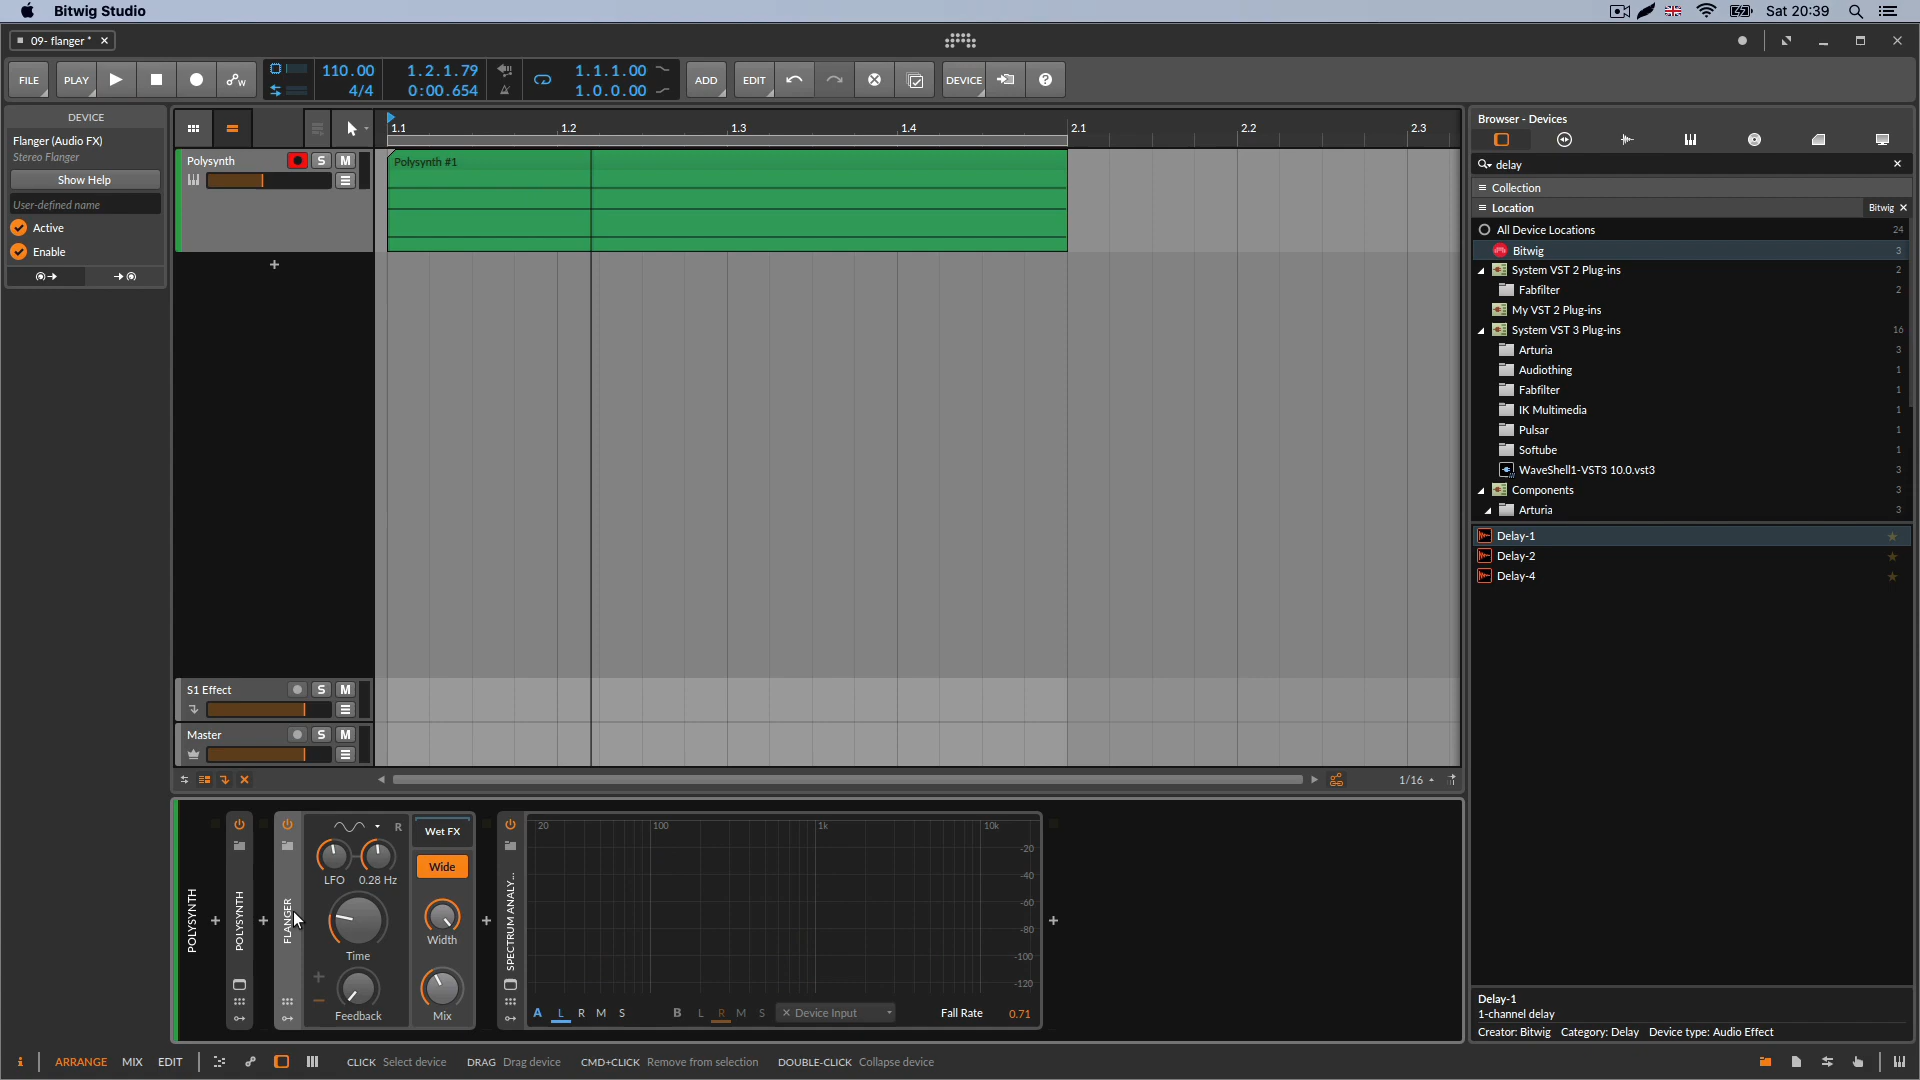 Bitwig Studio
Sat 20:39
09- flanger *
FILE
PLAY
110.00
4/4
1.2.1.79
0:00.654
1.1.1.00
1.0.0.00
ADD
EDIT
DEVICE
DEVICE
Flanger (Audio FX)
Stereo Flanger
Show Help
User-defined name
Active
Enable
1.1
1.2
1.3
1.4
2.1
2.2
2.3
Polysynth
S
M
Polysynth #1
S1 Effect
S
M
Master
S
M
1/16
Browser - Devices
delay
Collection
Location
Bitwig
All Device Locations 24
Bitwig 3
System VST 2 Plug-ins 2
Fabfilter 2
My VST 2 Plug-ins
System VST 3 Plug-ins 16
Arturia 3
Audiothing 1
Fabfilter 1
IK Multimedia 1
Pulsar 1
Softube 1
WaveShell1-VST3 10.0.vst3 3
Components 3
Arturia 3
Delay-1
Delay-2
Delay-4
Delay-1
1-channel delay
Creator: Bitwig Category: Delay Device type: Audio Effect
POLYSYNTH
POLYSYNTH
FLANGER
R
LFO
0.28 Hz
Time
Feedback
Wet FX
Wide
Width
Mix
SPECTRUM ANALY...
20
100
1k
10k
-20
-40
-60
-80
-100
-120
A L R M S
B L R M S
Device Input
Fall Rate 0.71
i
ARRANGE MIX EDIT
CLICK Select device DRAG Drag device CMD+CLICK Remove from selection DOUBLE-CLICK Collapse device